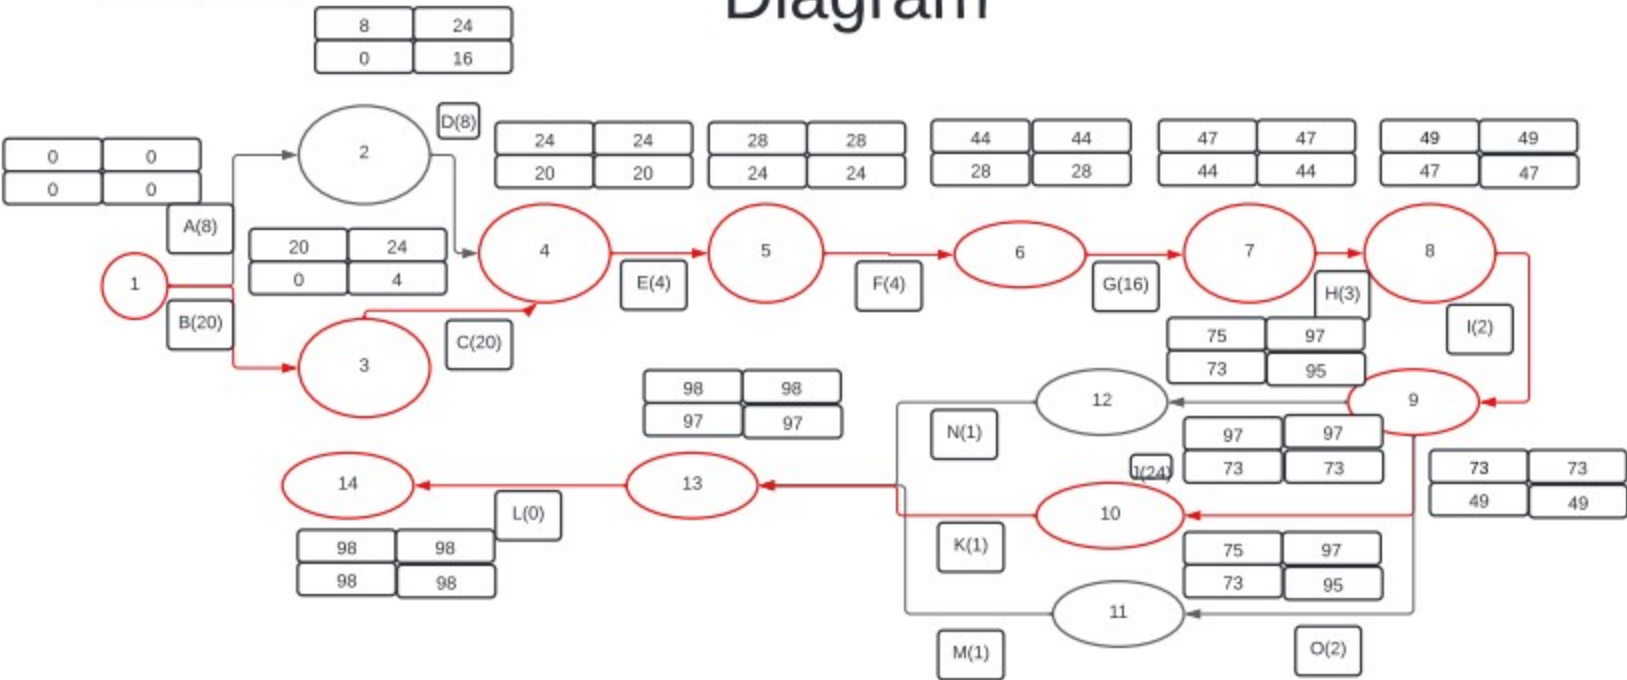 Diagram
8 24
0 16
D(8)
2
0 0
0 0
A(8)
24 24
20 20
28 28
24 24
44 44
28 28
47 47
44 44
49 49
47 47
20 24
0 4
1
B(20)
3
C(20)
4
E(4)
5
F(4)
6
G(16)
7
H(3)
8
I(2)
75 97
73 95
9
12
N(1)
98 98
97 97
97 97
73 73
J(24)
73 73
49 49
14
L(0)
13
10
K(1)
98 98
98 98
75 97
73 95
11
M(1)
O(2)